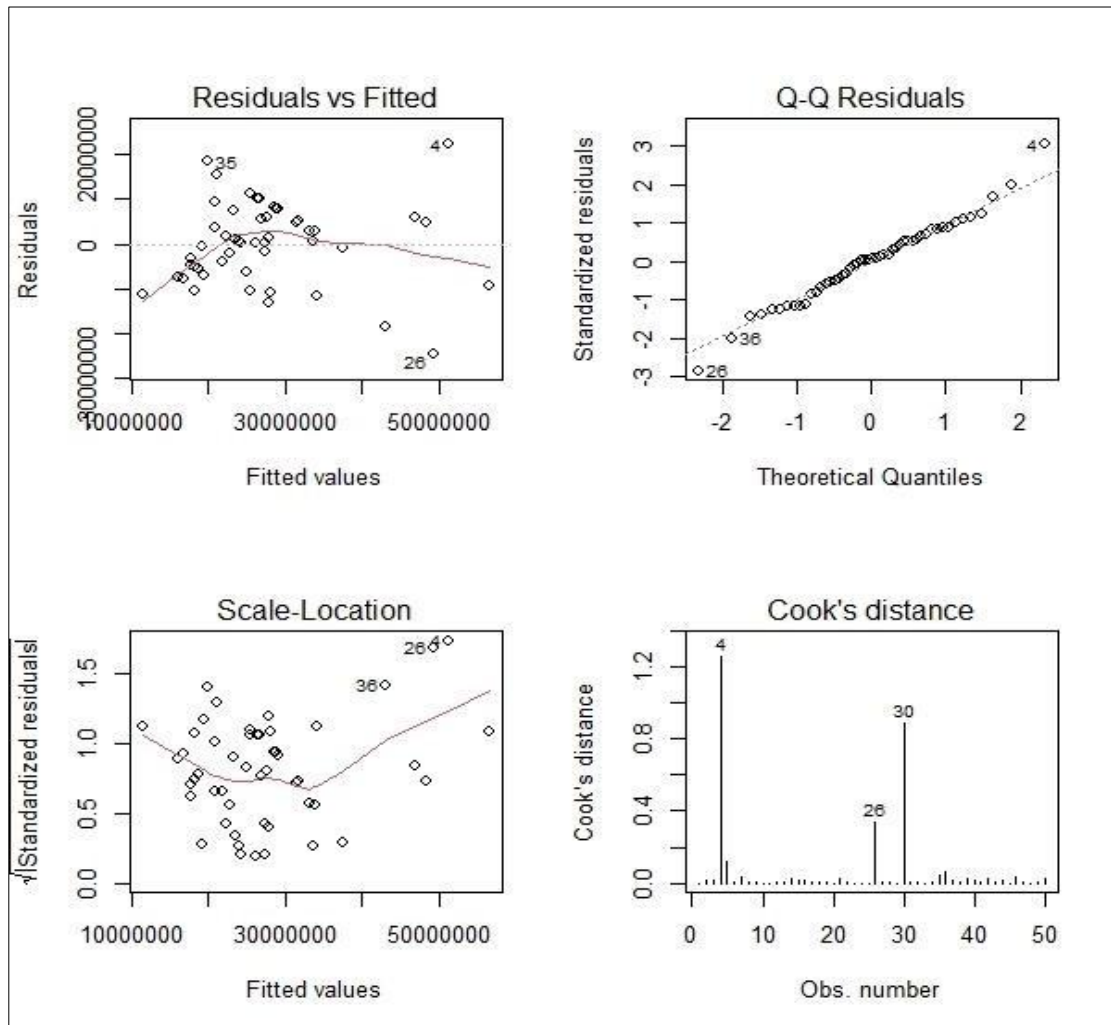 Residuals vs Fitted
Residuals
20000000
0
-30000000
35
4
26
10000000 30000000 50000000
Fitted values
Q-Q Residuals
Standardized residuals
3
2
1
0
-1
-2
-3
4
36
26
-2 -1 0 1 2
Theoretical Quantiles
Scale-Location
√|Standardized residuals|
1.5
1.0
0.5
0.0
4
26
36
10000000 30000000 50000000
Fitted values
Cook's distance
Cook's distance
1.2
0.8
0.4
0.0
4
30
26
0 10 20 30 40 50
Obs. number